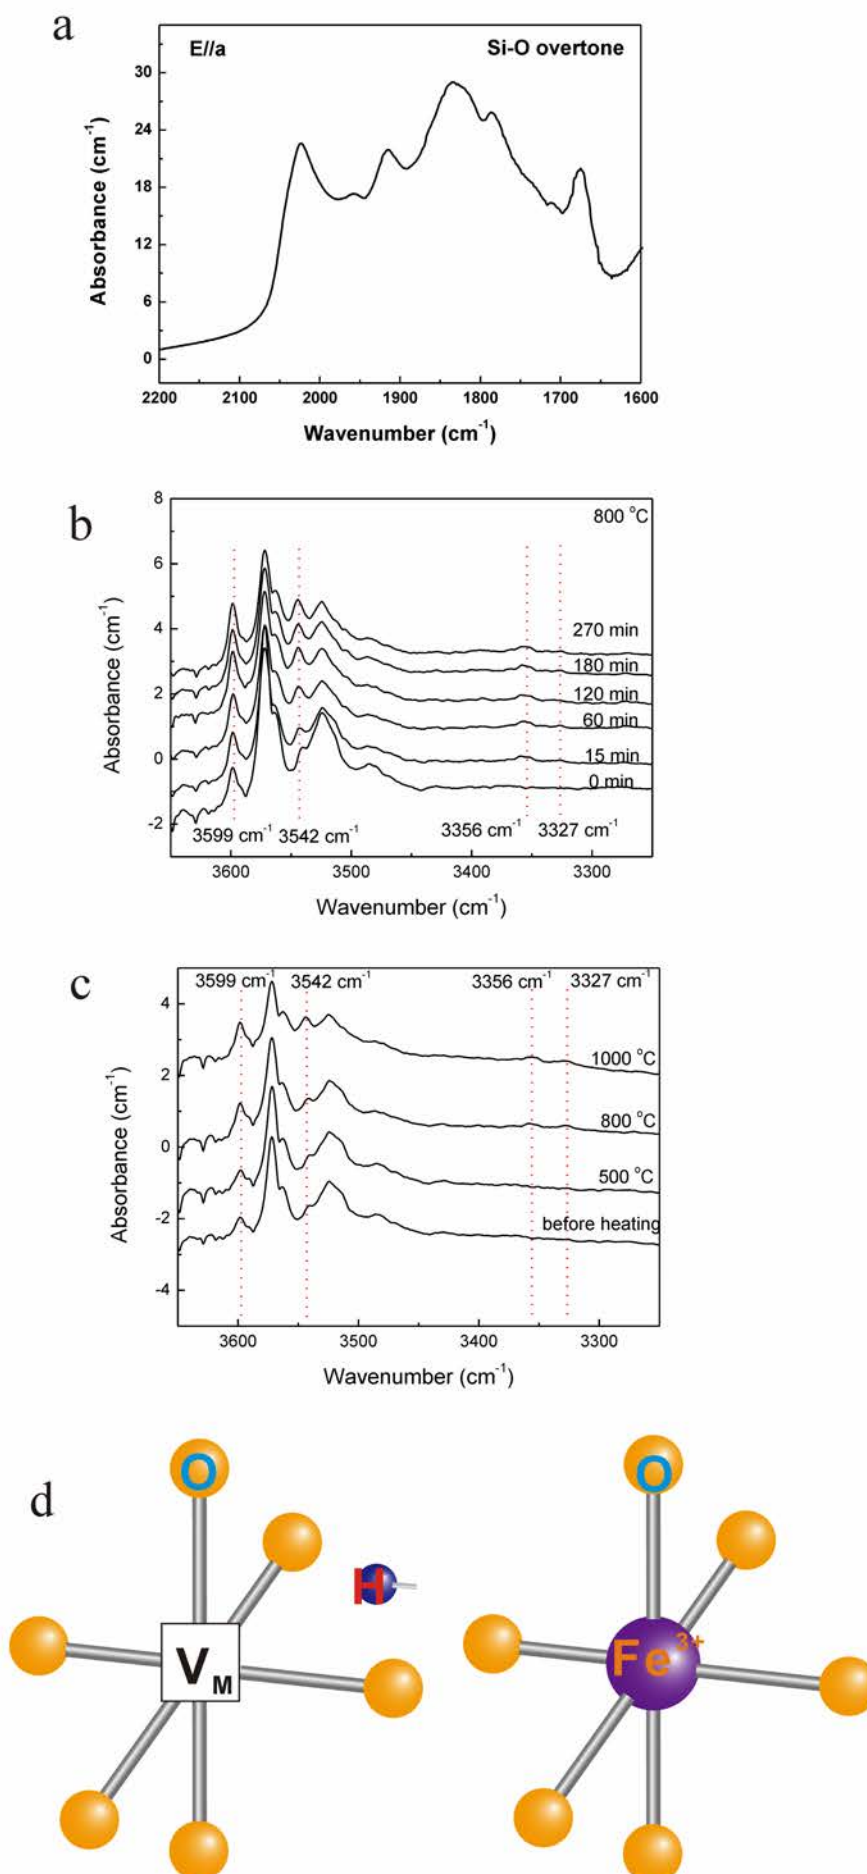 a
E//a Si-O overtone
Absorbance (cm⁻¹)
30
24
18
12
6
0
2200 2100 2000 1900 1800 1700 1600
Wavenumber (cm⁻¹)
b
800 °C
Absorbance (cm⁻¹)
8
6
4
2
0
-2
270 min
180 min
120 min
60 min
15 min
0 min
3599 cm⁻¹ 3542 cm⁻¹ 3356 cm⁻¹ 3327 cm⁻¹
3600 3500 3400 3300
Wavenumber (cm⁻¹)
c
3599 cm⁻¹ 3542 cm⁻¹ 3356 cm⁻¹ 3327 cm⁻¹
Absorbance (cm⁻¹)
4
2
0
-2
-4
1000 °C
800 °C
500 °C
before heating
3600 3500 3400 3300
Wavenumber (cm⁻¹)
d
O O
H
V_M Fe³⁺